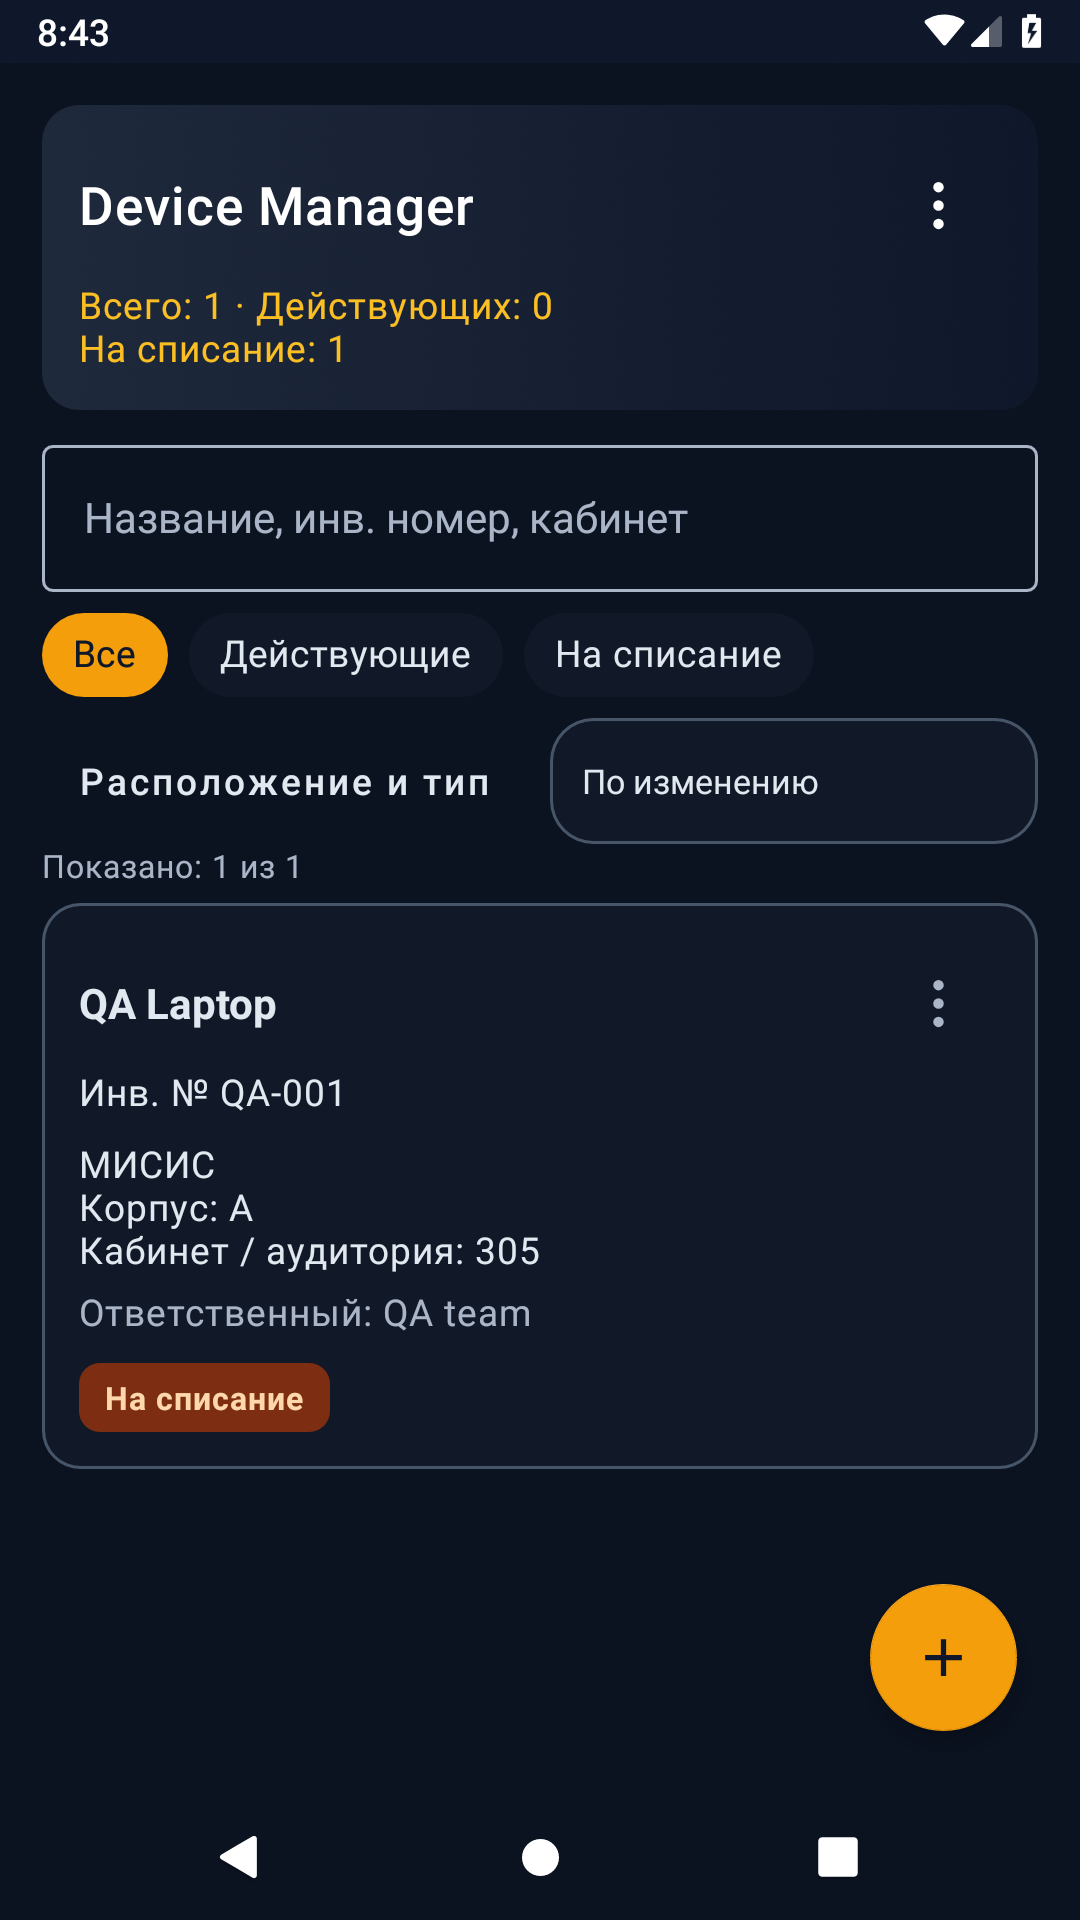 8:43
Device Manager
Всего: 1 · Действующих: 0
На списание: 1
Название, инв. номер, кабинет
Все
Действующие
На списание
Расположение и тип
По изменению
Показано: 1 из 1
QA Laptop
Инв. № QA-001
МИСИС
Корпус: А
Кабинет / аудитория: 305
Ответственный: QA team
На списание
+